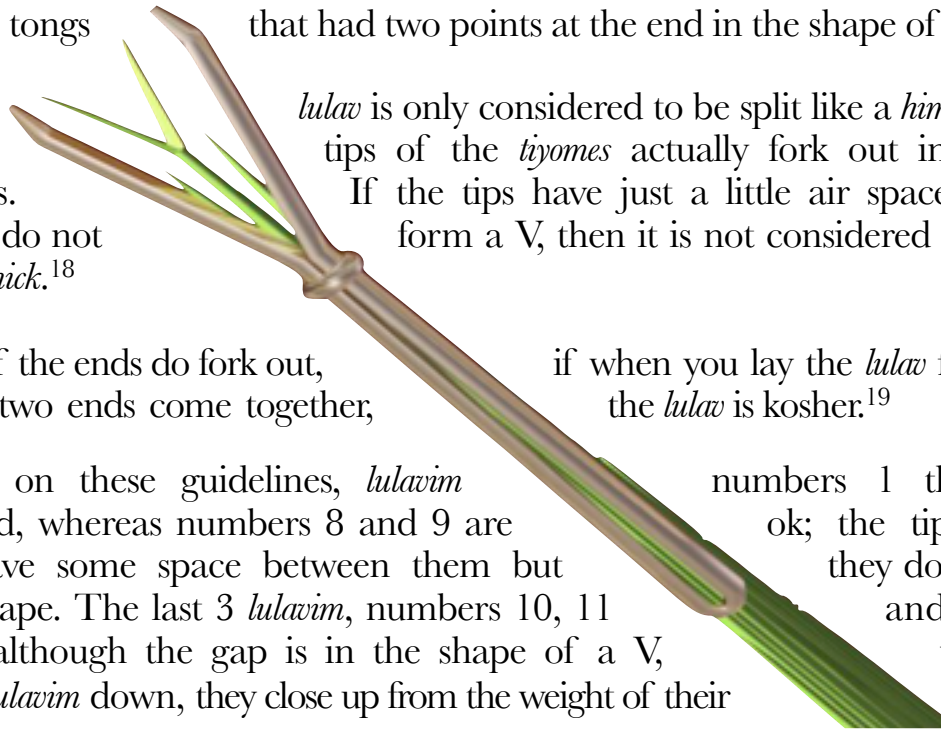 tongs that had two points at the end in the shape of
lulav is only considered to be split like a him
tips of the tiyomes actually fork out in
s. If the tips have just a little air space
do not form a V, then it is not considered
nick.18
f the ends do fork out, if when you lay the lulav f
two ends come together, the lulav is kosher.19
on these guidelines, lulavim numbers 1 th
d, whereas numbers 8 and 9 are ok; the tip
ave some space between them but they do
ape. The last 3 lulavim, numbers 10, 11 and
although the gap is in the shape of a V,
ulavim down, they close up from the weight of their